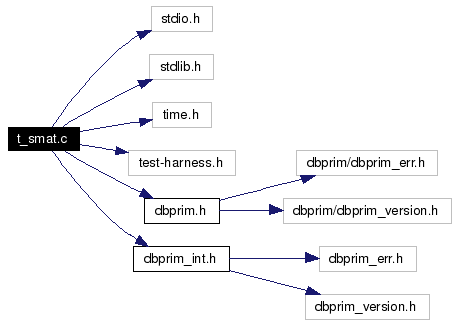 stdio.h
stdlib.h
time.h
t_smat.c
test-harness.h
dbprim/dbprim_err.h
dbprim.h
dbprim/dbprim_version.h
dbprim_int.h
dbprim_err.h
dbprim_version.h